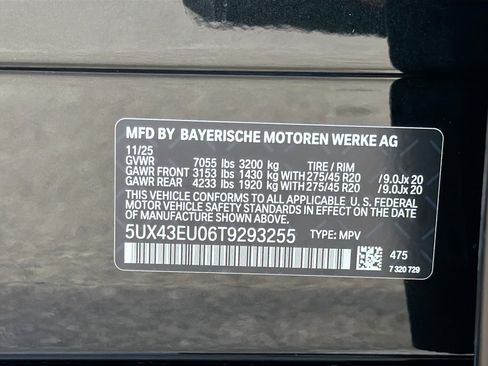 MFD BY BAYERISCHE MOTOREN WERKE AG
11/25
GVWR 7055 lbs 3200 kg TIRE / RIM
GAWR FRONT 3153 lbs 1430 kg WITH 275/45 R20 /9.0Jx 20
GAWR REAR 4233 lbs 1920 kg WITH 275/45 R20 /9.0Jx 20
THIS VEHICLE CONFORMS TO ALL APPLICABLE U. S. FEDERAL
MOTOR VEHICLE SAFETY STANDARDS IN EFFECT ON THE
DATE OF MANUFACTURE SHOWN ABOVE.
5UX43EU06T9293255 TYPE: MPV
475
7 320 729